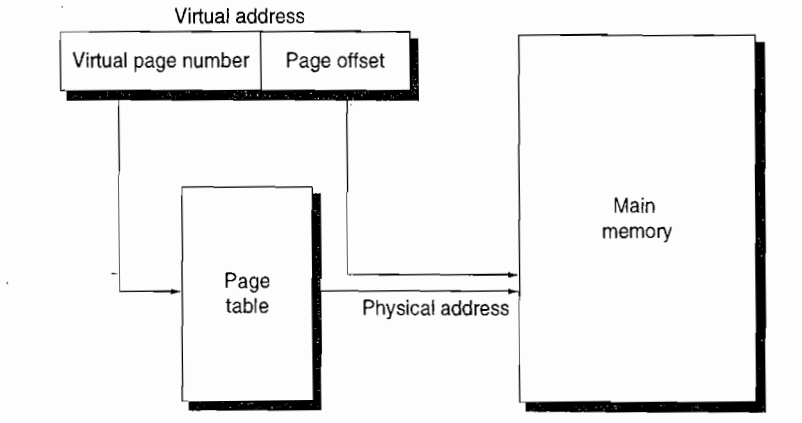 Virtual address
Virtual page number
Page offset
Main
memory
Page
table
Physical address